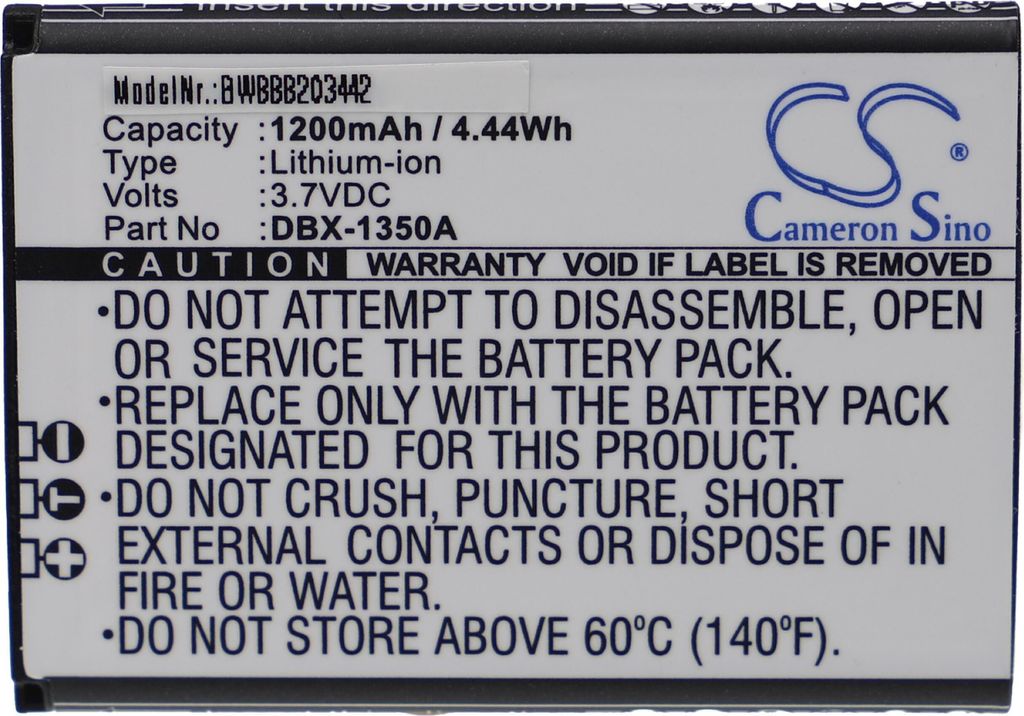 Insert this
ModelNr.:BWBBB203442
Capacity :1200mAh / 4.44Wh
Type :Lithium-ion
Volts :3.7VDC
Part No :DBX-1350A
CS ®
Cameron Sino
CAUTION WARRANTY VOID IF LABEL IS REMOVED
•DO NOT ATTEMPT TO DISASSEMBLE, OPEN
OR SERVICE THE BATTERY PACK.
•REPLACE ONLY WITH THE BATTERY PACK
DESIGNATED FOR THIS PRODUCT.
•DO NOT CRUSH, PUNCTURE, SHORT
EXTERNAL CONTACTS OR DISPOSE OF IN
FIRE OR WATER.
•DO NOT STORE ABOVE 60°C (140°F).
- T +